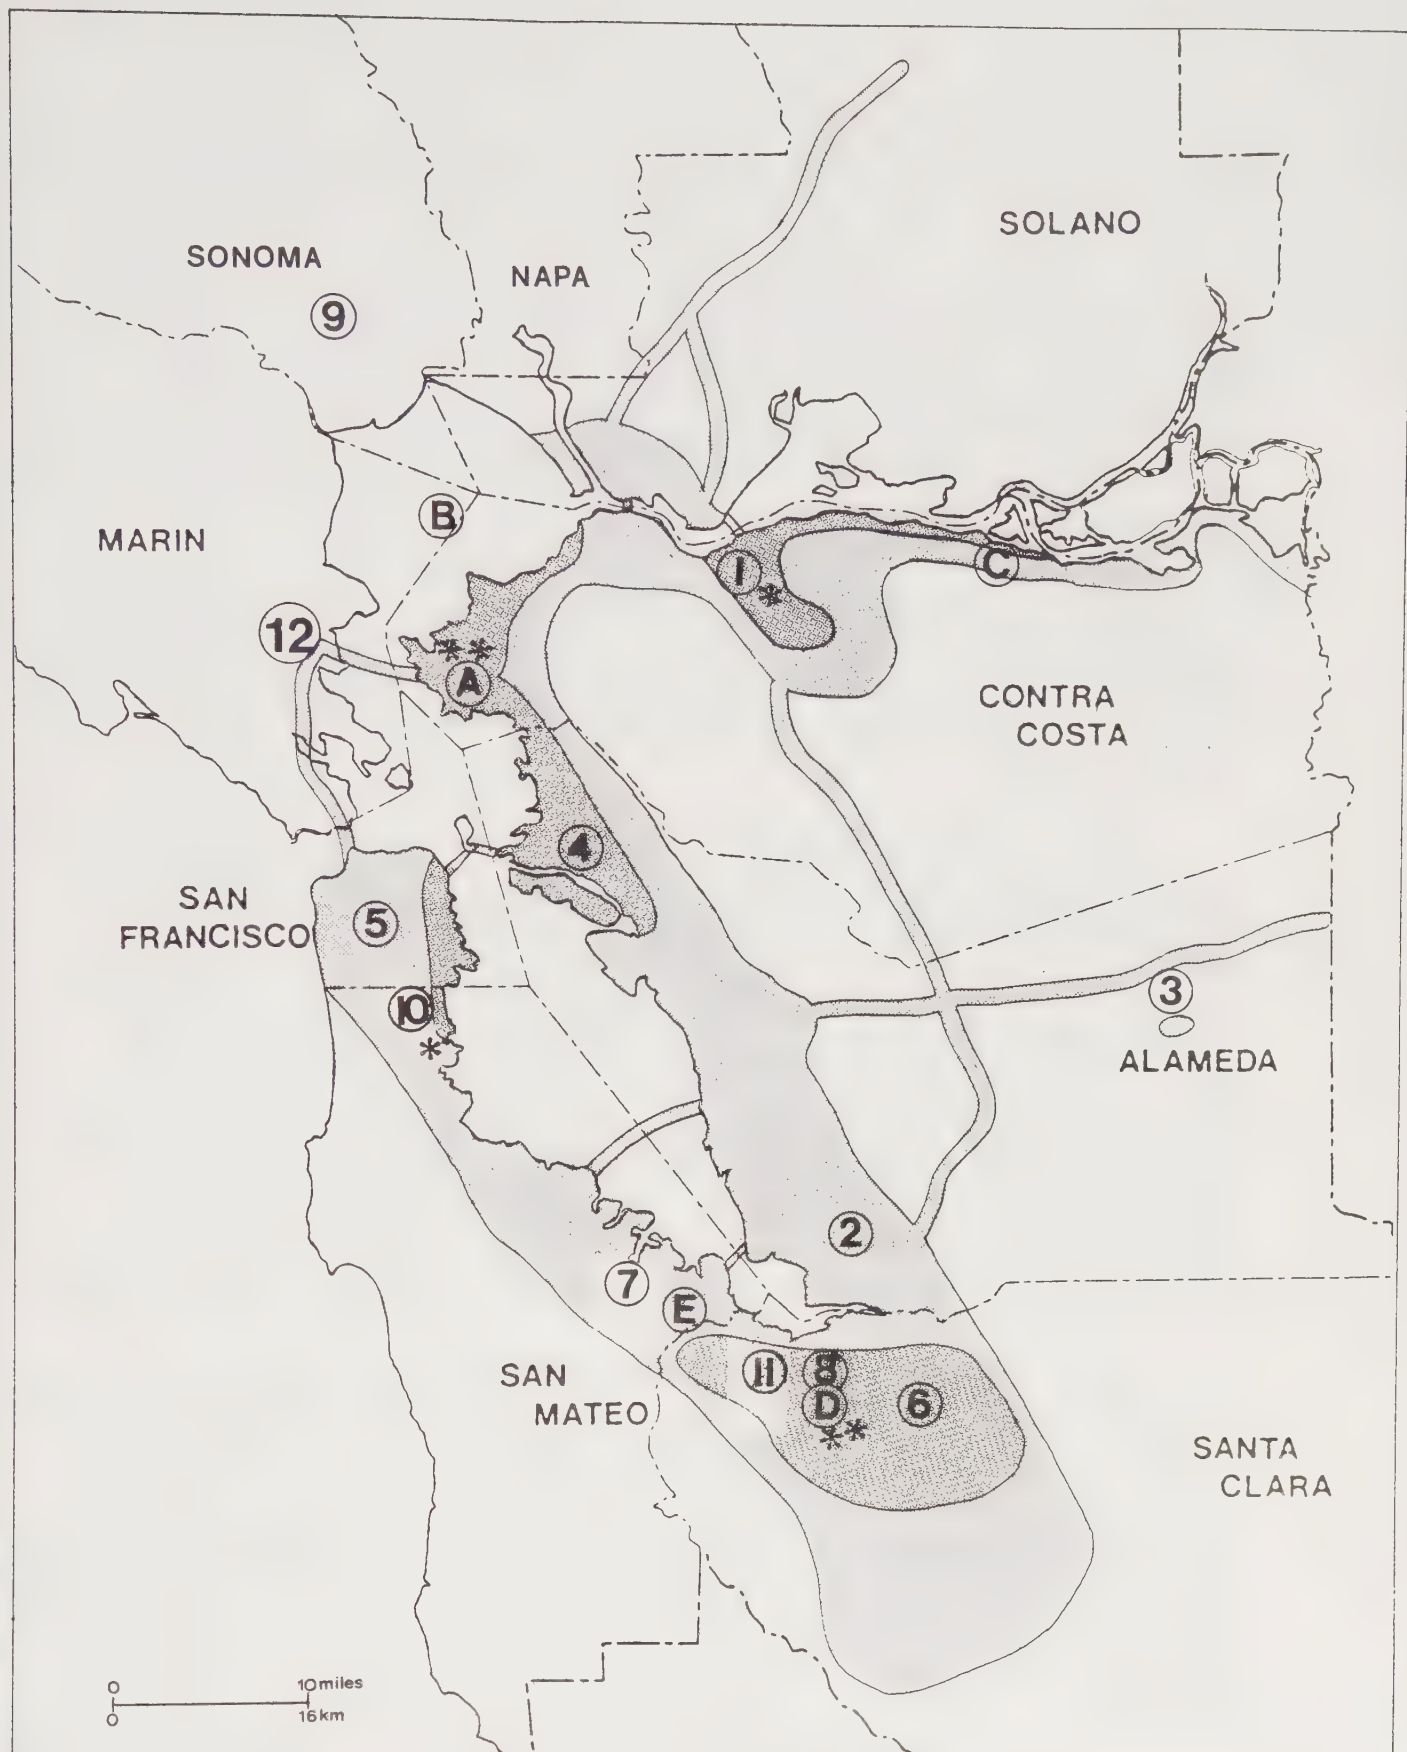 SOLANO
SONOMA
NAPA
9
B
MARIN
1
*
C
12
* *
A
CONTRA
COSTA
4
SAN
FRANCISCO
5
10
*
3
ALAMEDA
2
7
E
SAN
MATEO
11
8
D
* *
6
SANTA
CLARA
0 10 miles
0 16 km